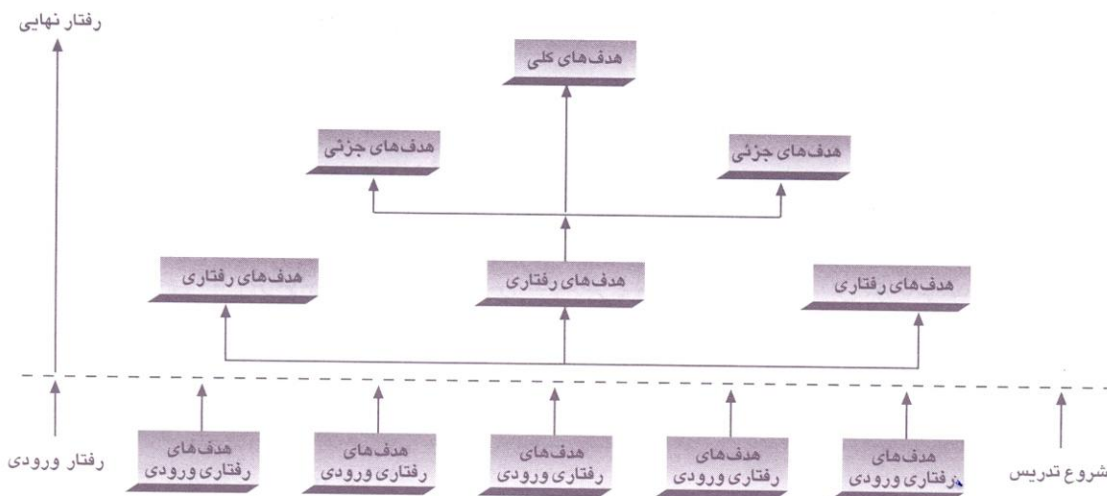 رفتار نهایی
هدف‌های کلی
هدف‌های جزئی
هدف‌های جزئی
هدف‌های رفتاری
هدف‌های رفتاری
هدف‌های رفتاری
شروع تدریس
هدف‌های
رفتاری ورودی
هدف‌های
رفتاری ورودی
هدف‌های
رفتاری ورودی
هدف‌های
رفتاری ورودی
هدف‌های
رفتاری ورودی
رفتار ورودی